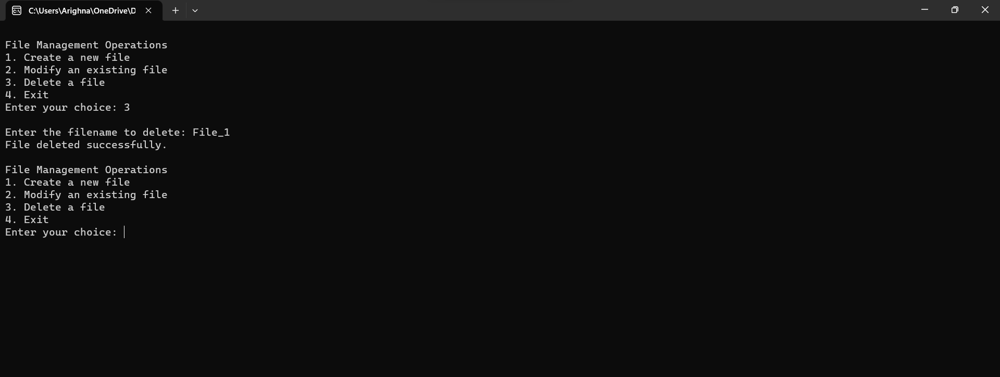 C:\Users\Arighna\OneDrive\D
File Management Operations
1. Create a new file
2. Modify an existing file
3. Delete a file
4. Exit
Enter your choice: 3
Enter the filename to delete: File_1
File deleted successfully.
File Management Operations
1. Create a new file
2. Modify an existing file
3. Delete a file
4. Exit
Enter your choice: